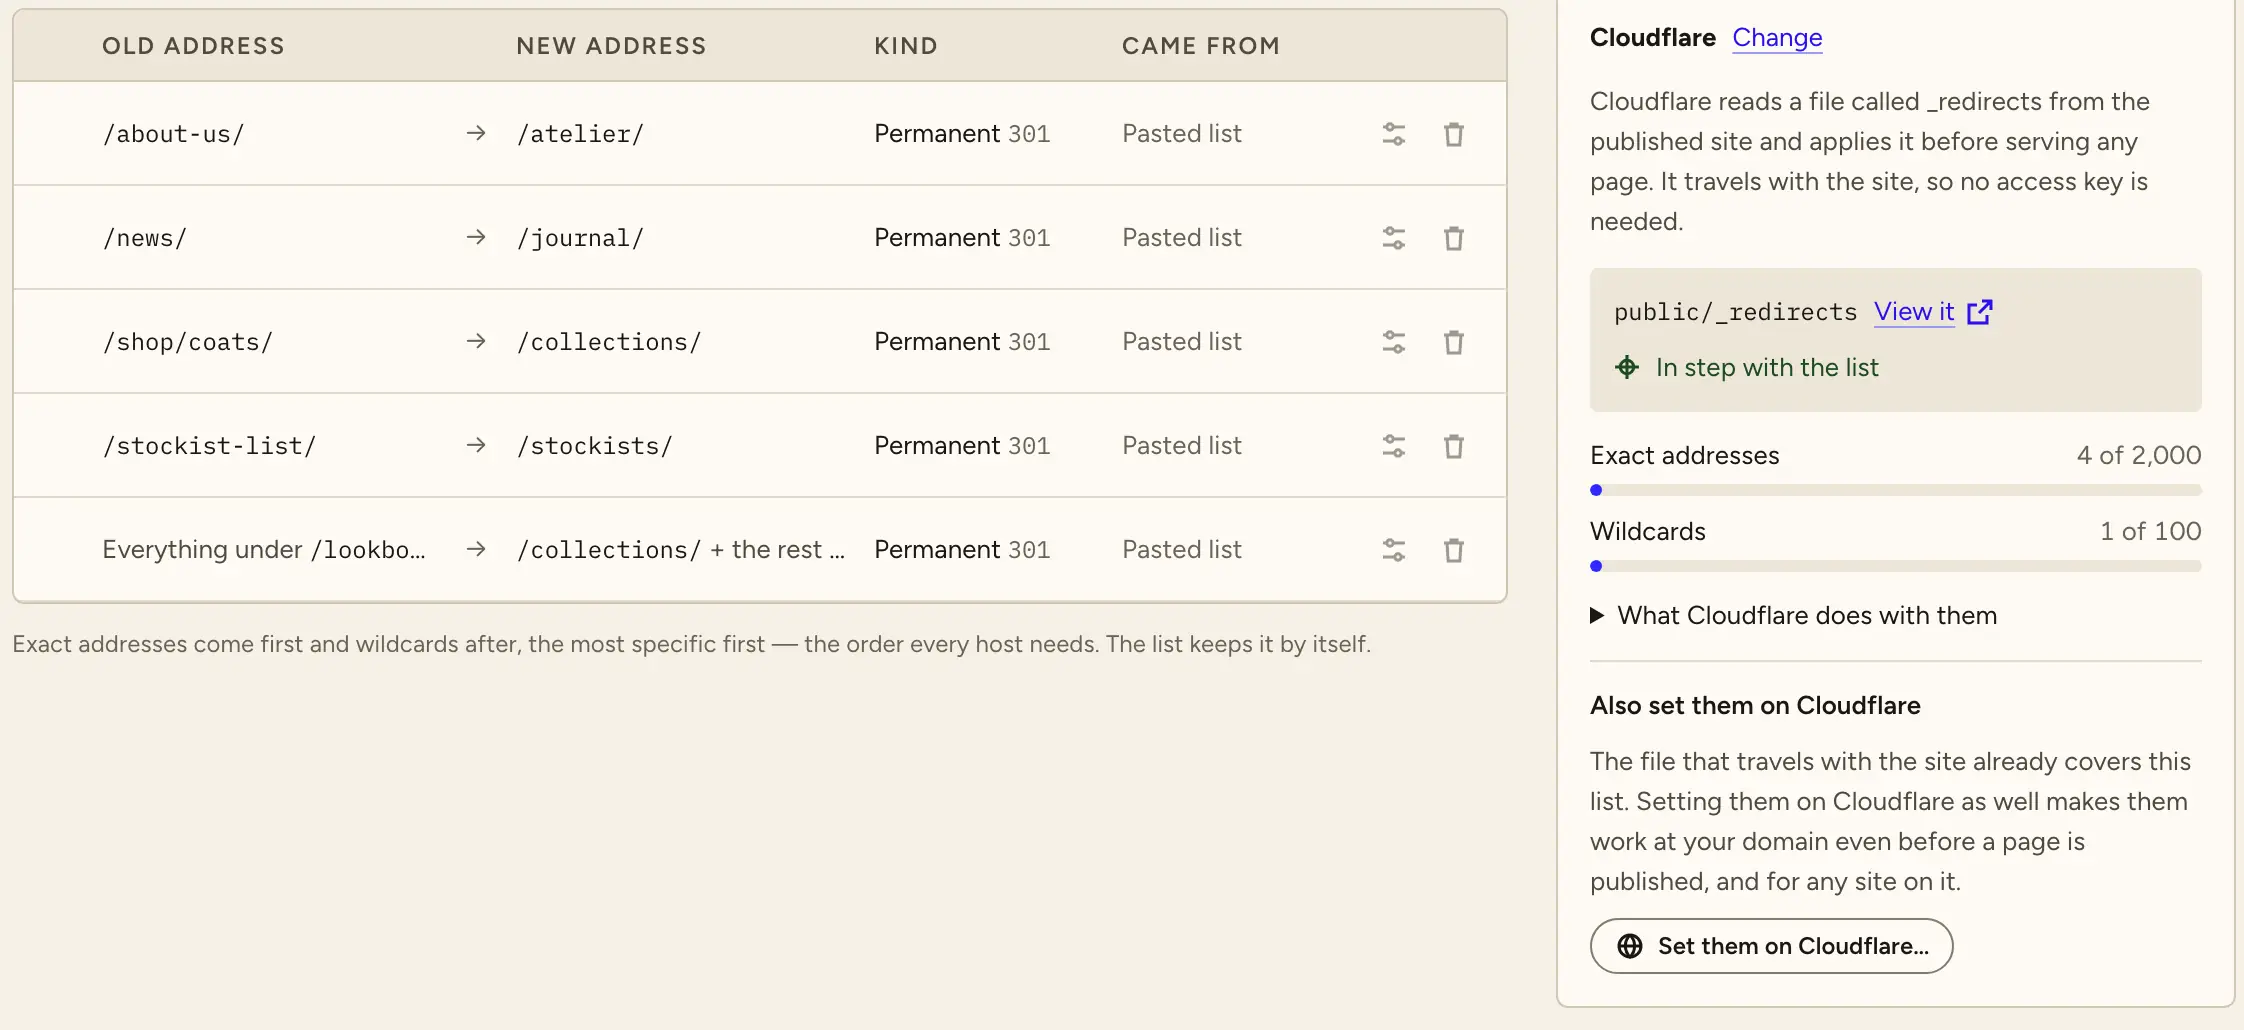 OLD ADDRESS NEW ADDRESS KIND CAME FROM
/about-us/ → /atelier/ Permanent 301 Pasted list
/news/ → /journal/ Permanent 301 Pasted list
/shop/coats/ → /collections/ Permanent 301 Pasted list
/stockist-list/ → /stockists/ Permanent 301 Pasted list
Everything under /lookbo... → /collections/ + the rest ... Permanent 301 Pasted list
Exact addresses come first and wildcards after, the most specific first — the order every host needs. The list keeps it by itself.
Cloudflare Change
Cloudflare reads a file called _redirects from the
published site and applies it before serving any
page. It travels with the site, so no access key is
needed.
public/_redirects View it
In step with the list
Exact addresses 4 of 2,000
Wildcards 1 of 100
What Cloudflare does with them
Also set them on Cloudflare
The file that travels with the site already covers this
list. Setting them on Cloudflare as well makes them
work at your domain even before a page is
published, and for any site on it.
Set them on Cloudflare...